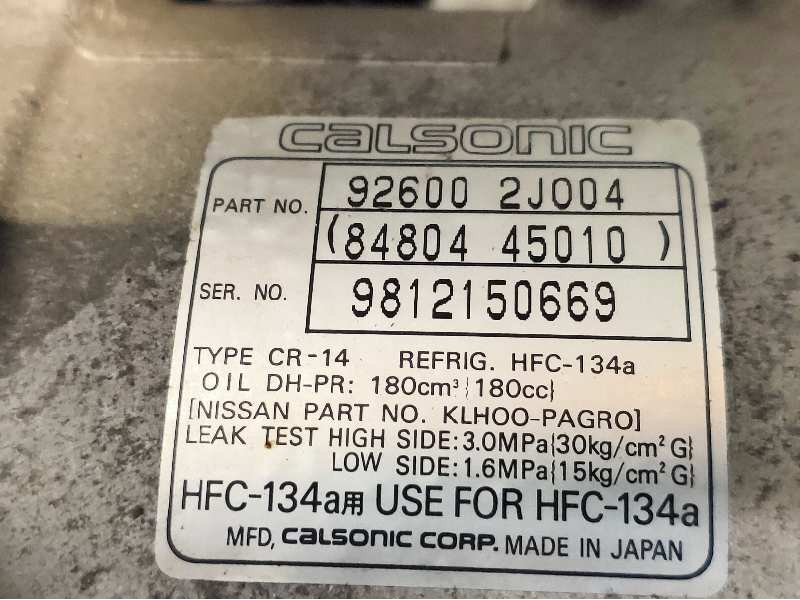 calsonic
PART NO. 92600 2J004
(84804 45010 )
SER. NO. 9812150669
TYPE CR-14 REFRIG. HFC-134a
OIL DH-PR: 180cm³{180cc}
[NISSAN PART NO. KLHOO-PAGRO]
LEAK TEST HIGH SIDE: 3.0MPa{30kg/cm²G}
LOW SIDE: 1.6MPa{15kg/cm²G}
HFC-134a用 USE FOR HFC-134a
MFD, calsonic corp. MADE IN JAPAN